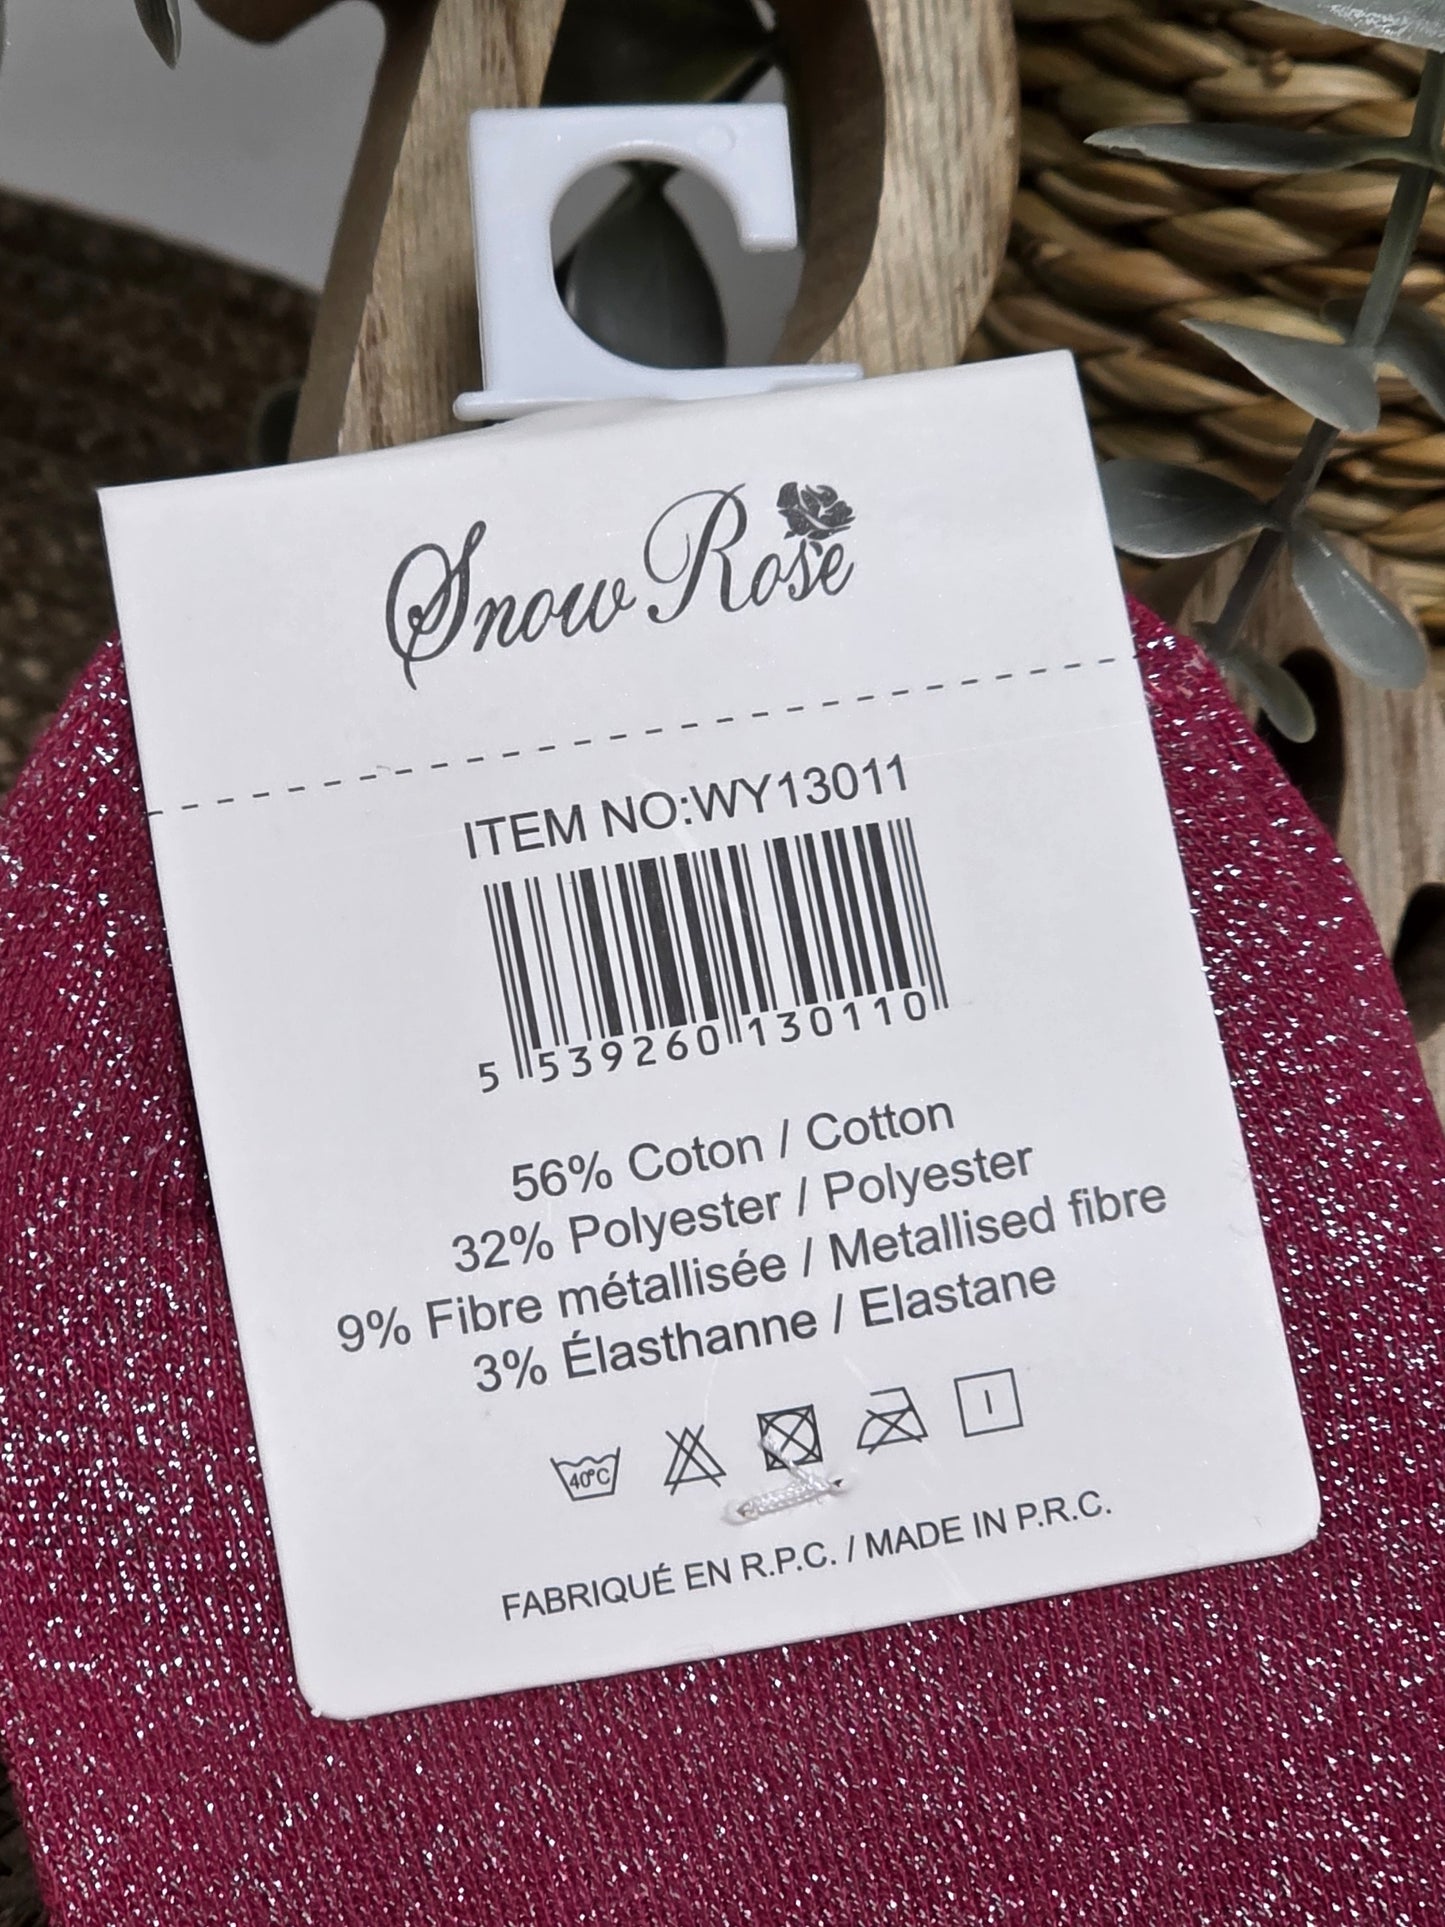 Snow Rose
ITEM NO:WY13011
5 539260 130110
56% Coton / Cotton
32% Polyester / Polyester
9% Fibre métallisée / Metallised fibre
3% Élasthanne / Elastane
40°C
FABRIQUÉ EN R.P.C. / MADE IN P.R.C.